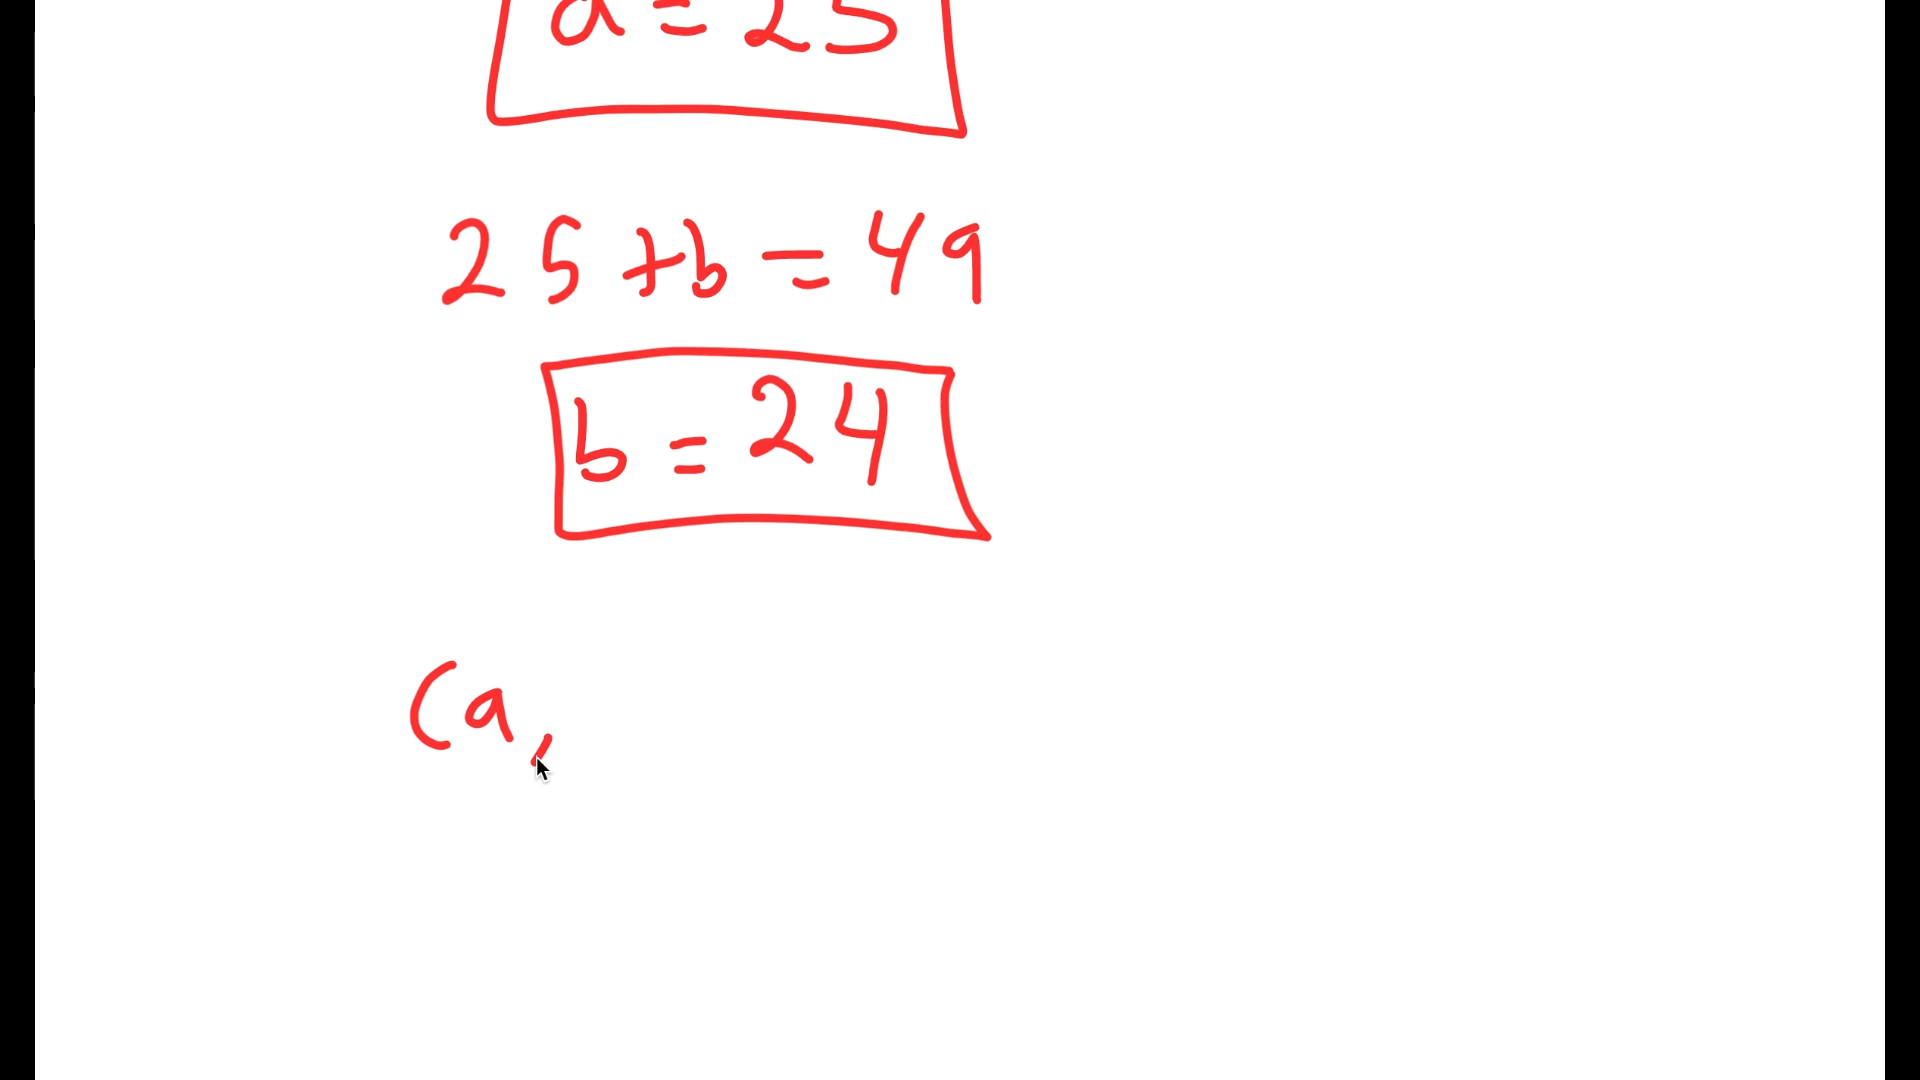 a = 25
25 + b = 49
b = 24
(a,